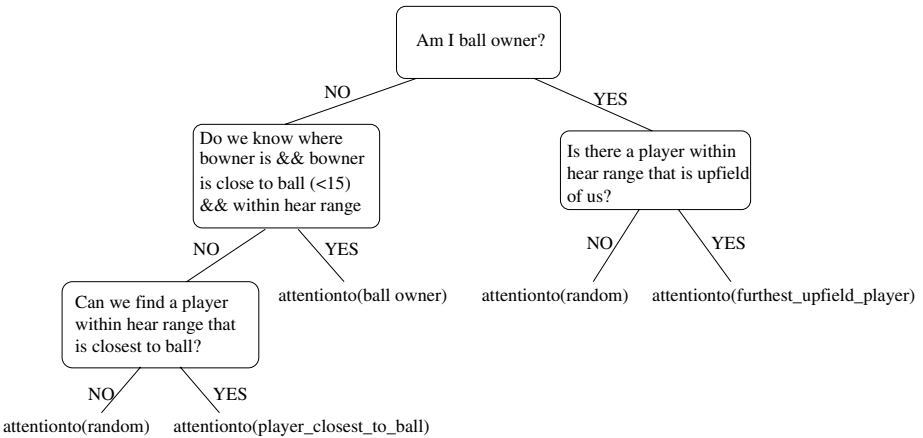 Am I ball owner?
NO
YES
Do we know where
bowner is && bowner
is close to ball (<15)
&& within hear range
Is there a player within
hear range that is upfield
of us?
NO
YES
NO
YES
Can we find a player
within hear range that
is closest to ball?
attentionto(ball owner)
attentionto(random)
attentionto(furthest_upfield_player)
NO
YES
attentionto(random)
attentionto(player_closest_to_ball)